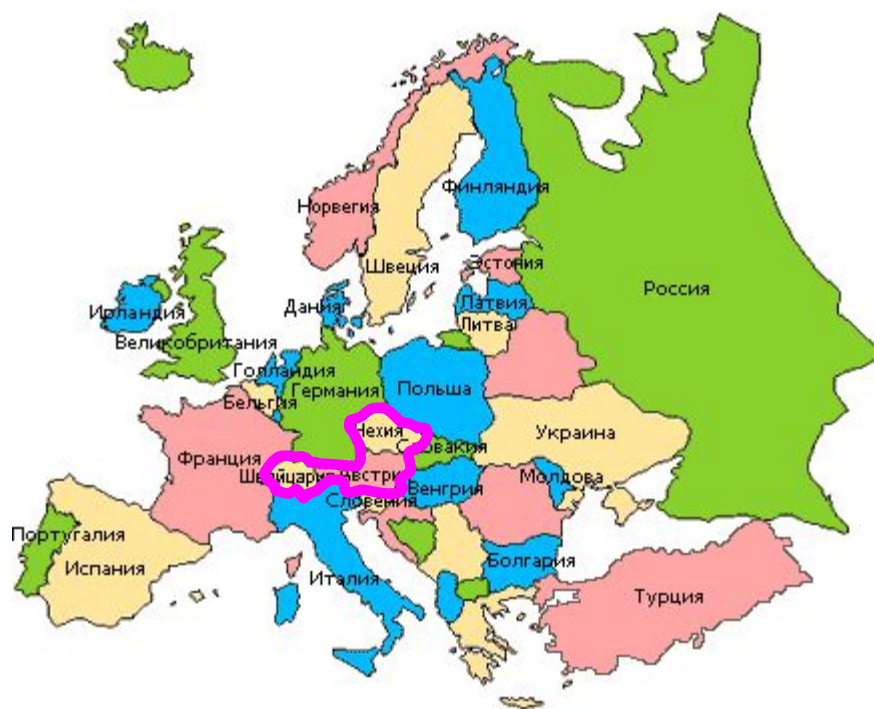 Финляндия
Норвегия
Эстония
Швеция
Россия
Латвия
Ирландия
Дания
Литва
Великобритания
Голландия
Германия
Польша
Бельгия
Чехия
Украина
Словакия
Франция
Швейцария
Австрия
Молдова
Венгрия
Словения
Португалия
Болгария
Испания
Италия
Турция